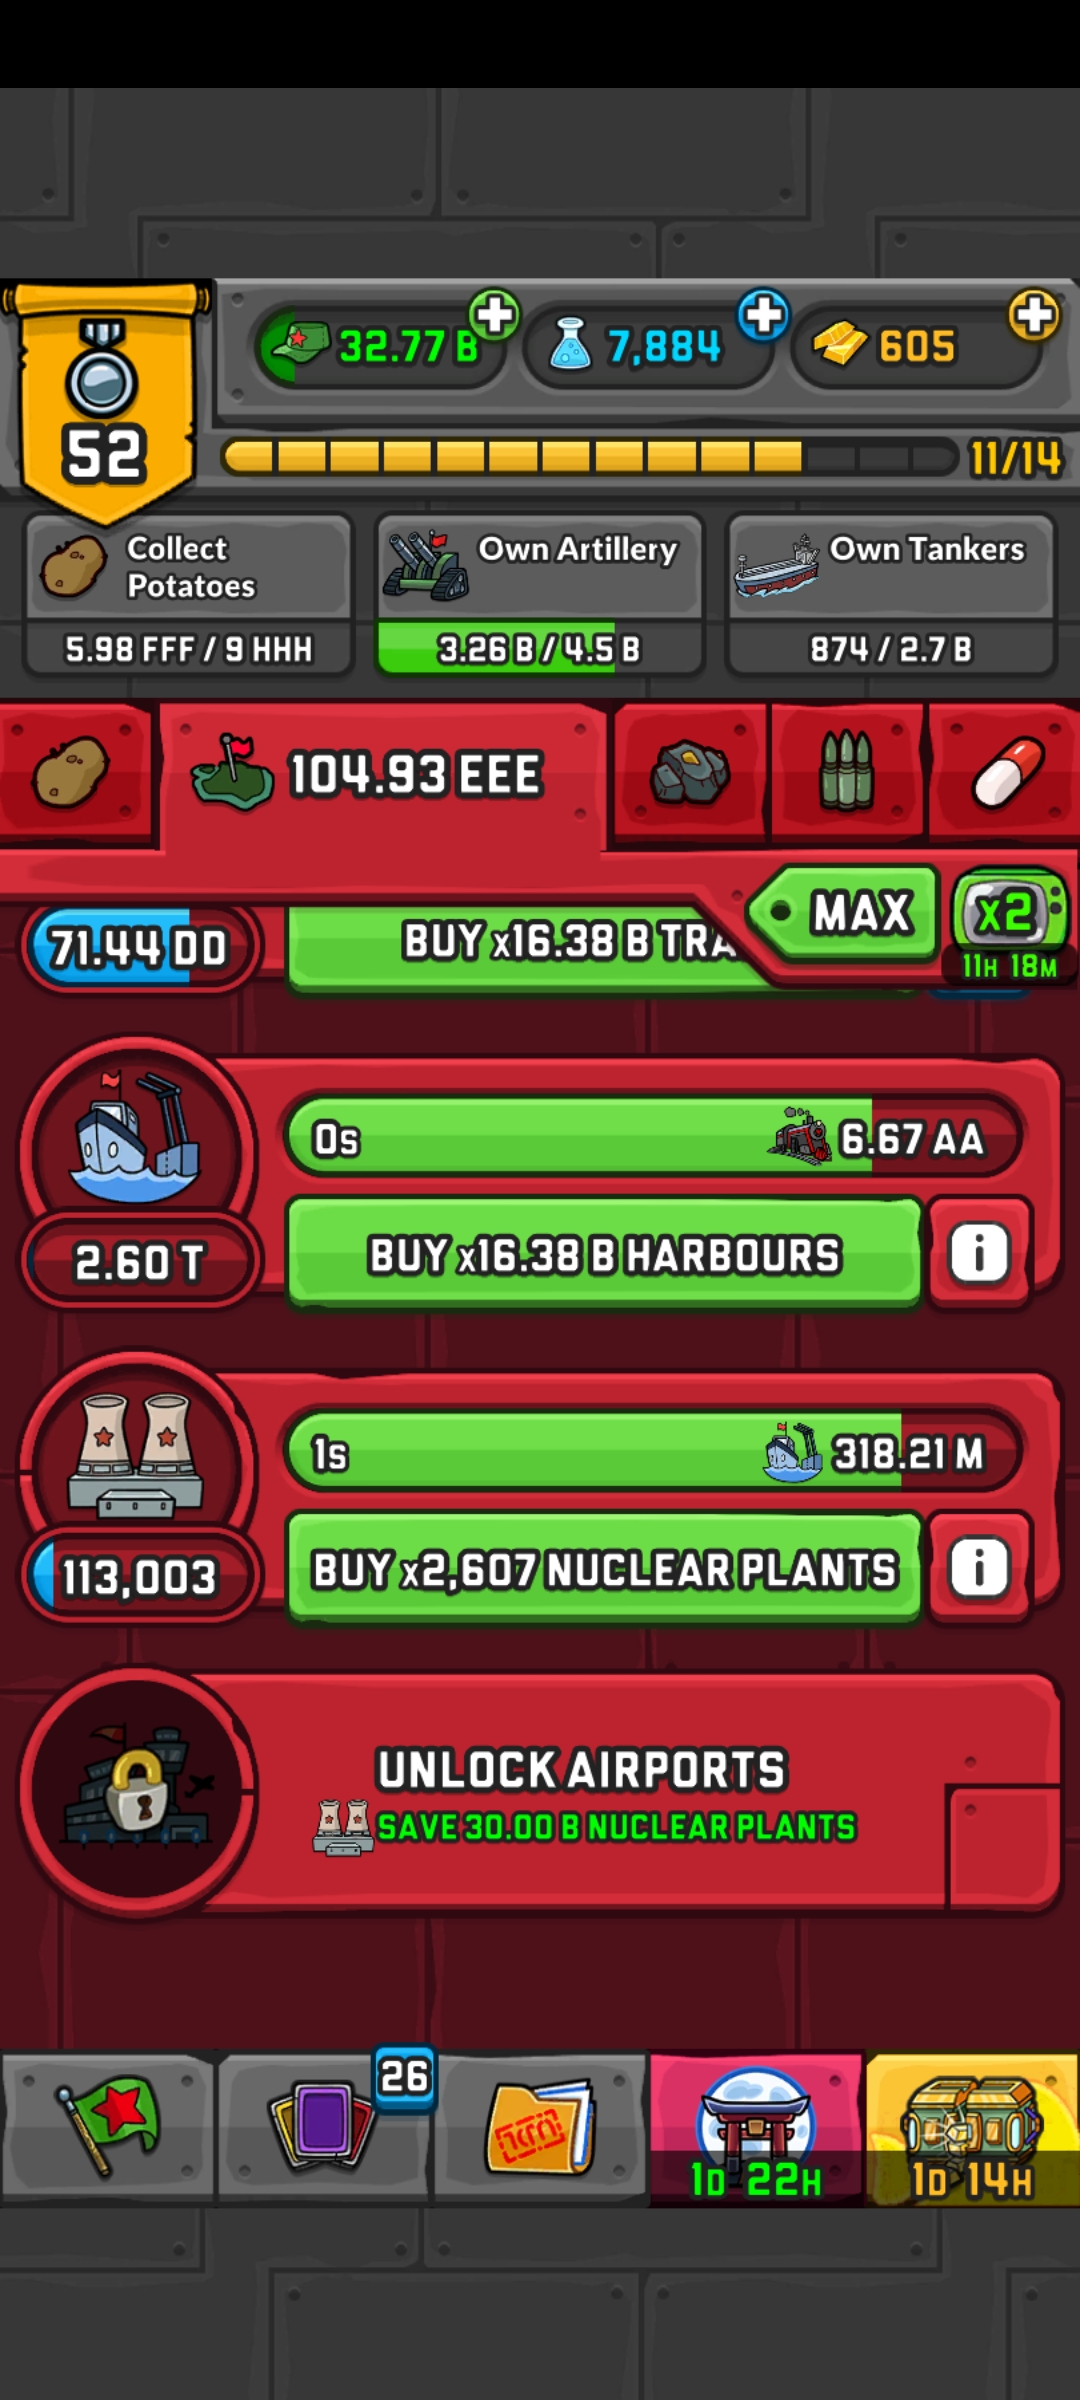 32.77 B
7,884
605
52
11/14
Collect
Potatoes
Own Artillery
Own Tankers
5.98 FFF / 9 HHH
3.26 B / 4.5 B
874 / 2.7 B
104.93 EEE
MAX
x2
11H 18M
71.44 DD
BUY x16.38 B TRA
0s
6.67 AA
2.60 T
BUY x16.38 B HARBOURS
i
1s
318.21 M
113,003
BUY x2,607 NUCLEAR PLANTS
i
UNLOCK AIRPORTS
SAVE 30.00 B NUCLEAR PLANTS
26
1D 22H
1D 14H